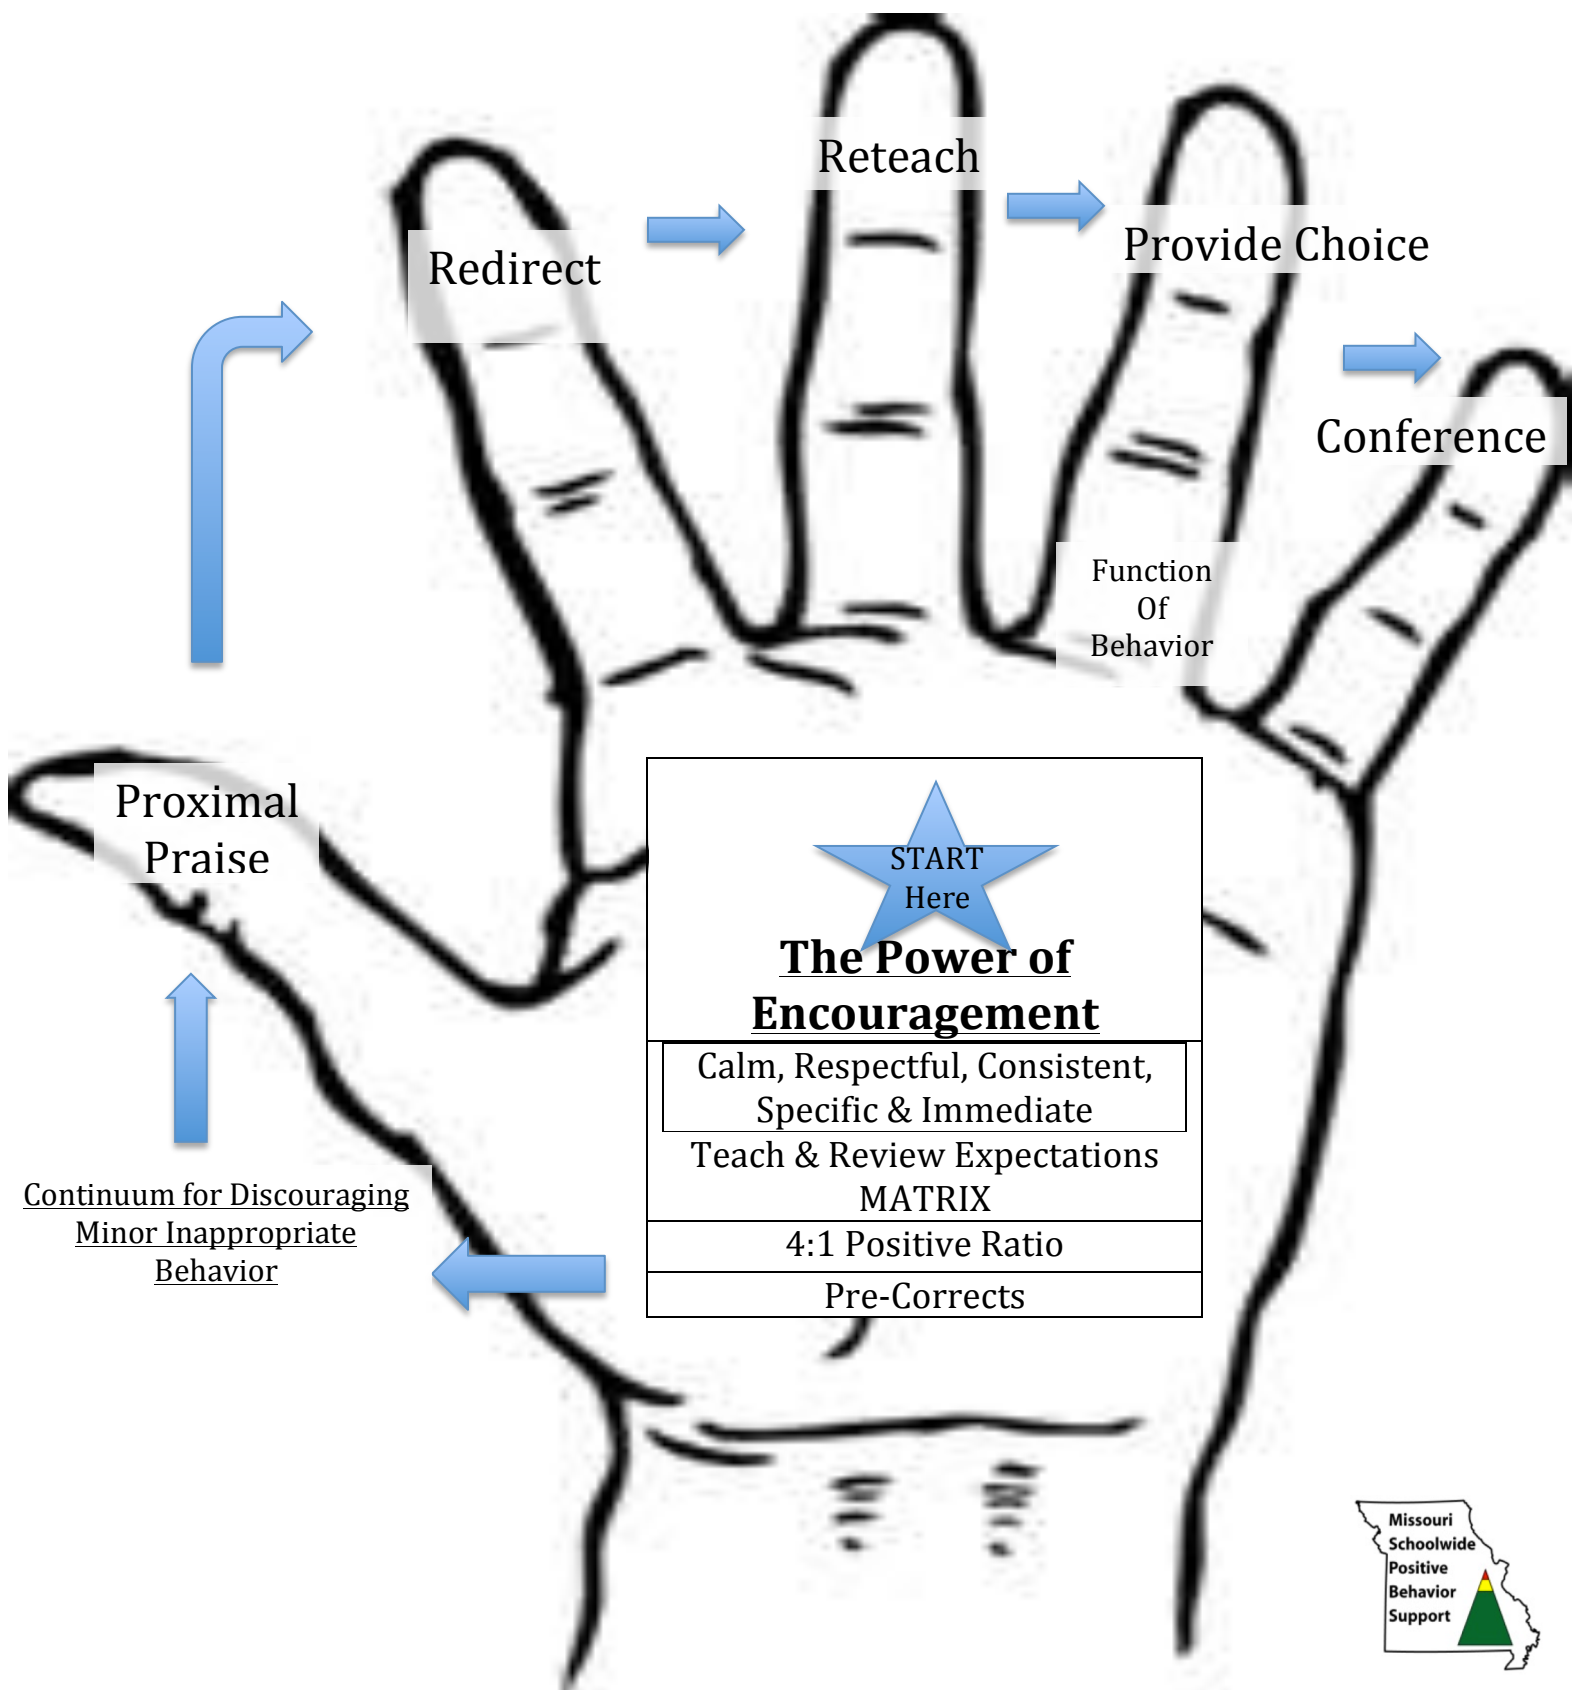 Reteach
Provide Choice
Redirect
Conference
Function
Of
Behavior
Proximal
Praise
START
Here
The Power of
Encouragement
Calm, Respectful, Consistent,
Specific & Immediate
Teach & Review Expectations
MATRIX
4:1 Positive Ratio
Pre-Corrects
Continuum for Discouraging
Minor Inappropriate
Behavior
Missouri
Schoolwide
Positive
Behavior
Support